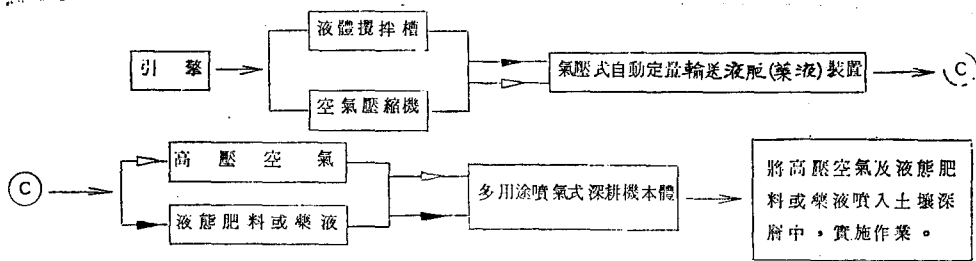 引擎
液體攪拌槽
空氣壓縮機
氣壓式自動定量輸送液肥(藥液)裝置
C
C
高壓空氣
液態肥料或藥液
多用途噴氣式深耕機本體
將高壓空氣及液態肥
料或藥液噴入土壤深
層中，實施作業。